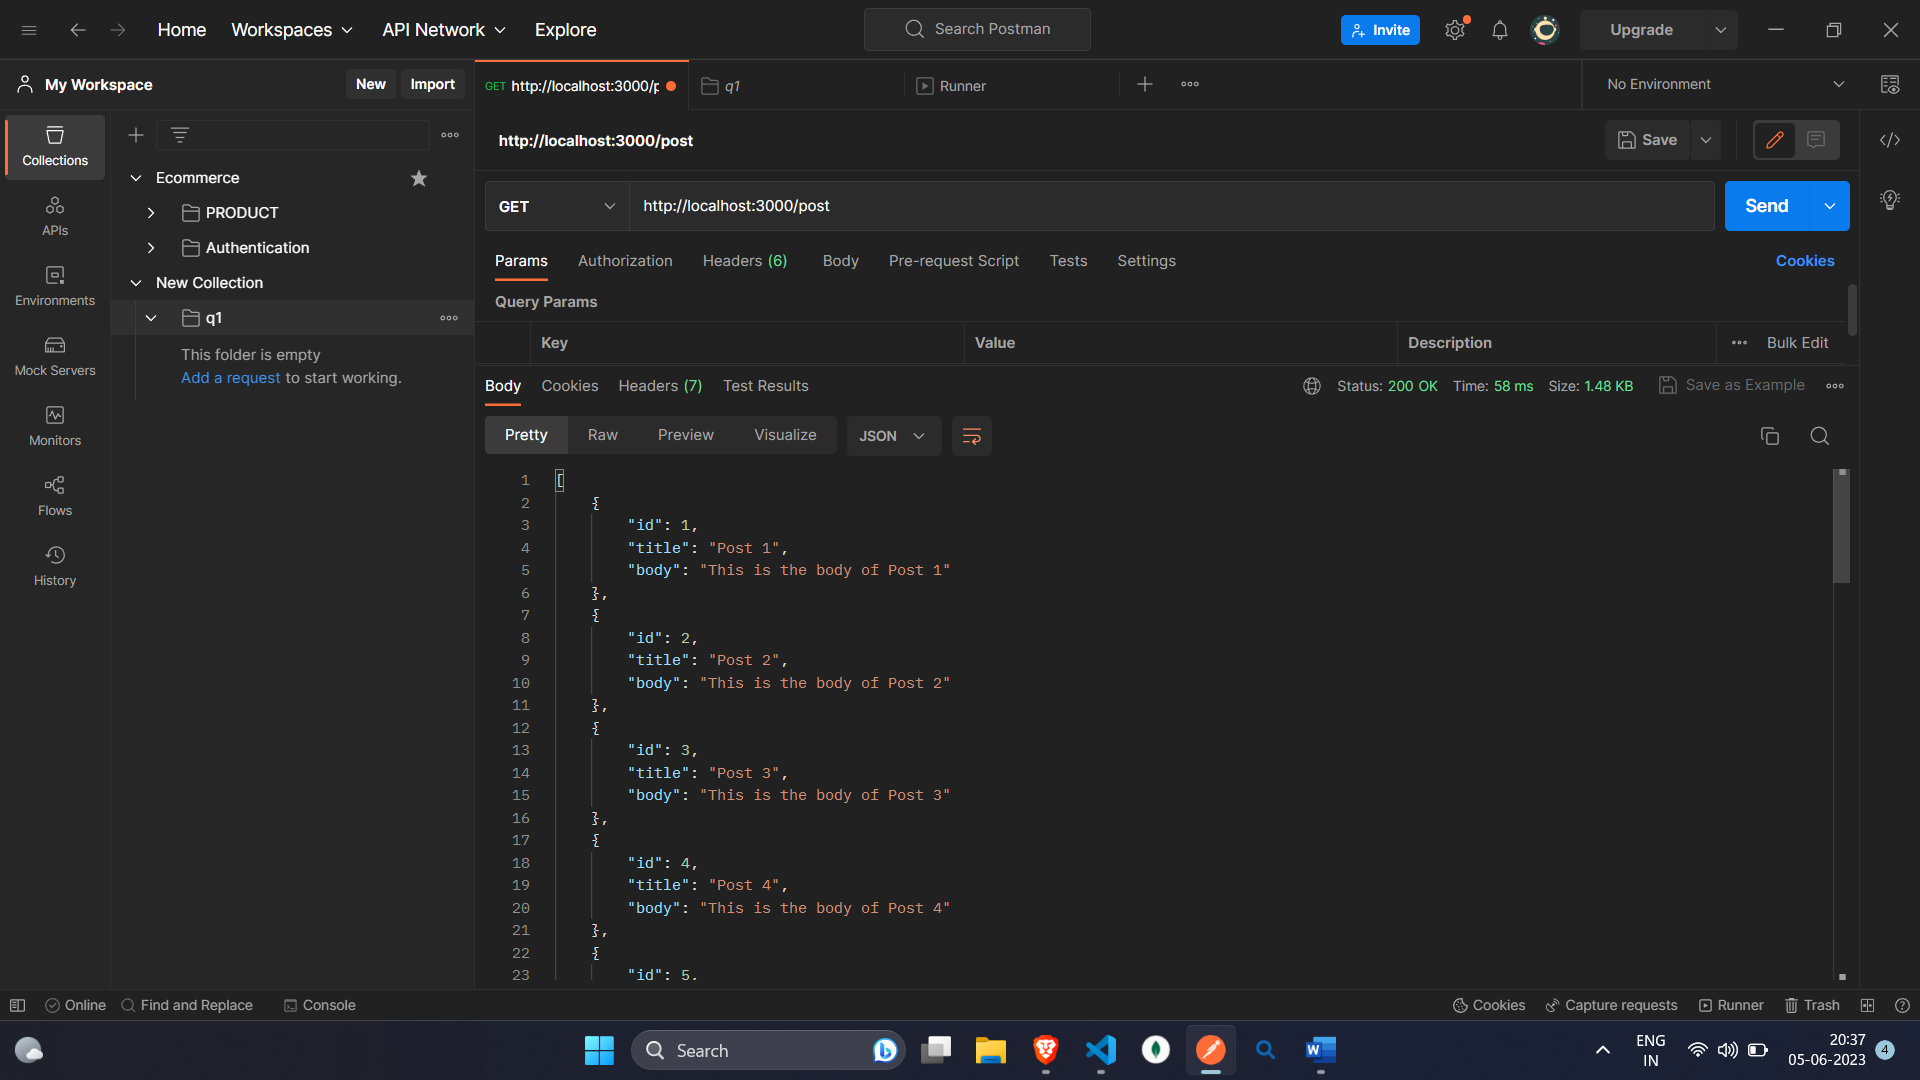 Home Workspaces API Network Explore Search Postman Invite Upgrade
My Workspace New Import GET http://localhost:3000/p q1 Runner No Environment
Collections
APIs
Environments
Mock Servers
Monitors
Flows
History
Ecommerce
PRODUCT
Authentication
New Collection
q1
This folder is empty
Add a request to start working.
http://localhost:3000/post Save
GET http://localhost:3000/post Send
Params Authorization Headers (6) Body Pre-request Script Tests Settings Cookies
Query Params
Key Value Description Bulk Edit
Body Cookies Headers (7) Test Results Status: 200 OK Time: 58 ms Size: 1.48 KB Save as Example
Pretty Raw Preview Visualize JSON
1 [
2 {
3 "id": 1,
4 "title": "Post 1",
5 "body": "This is the body of Post 1"
6 },
7 {
8 "id": 2,
9 "title": "Post 2",
10 "body": "This is the body of Post 2"
11 },
12 {
13 "id": 3,
14 "title": "Post 3",
15 "body": "This is the body of Post 3"
16 },
17 {
18 "id": 4,
19 "title": "Post 4",
20 "body": "This is the body of Post 4"
21 },
22 {
23 "id": 5,
Online Find and Replace Console Cookies Capture requests Runner Trash
Search ENG 20:37
IN 05-06-2023 4